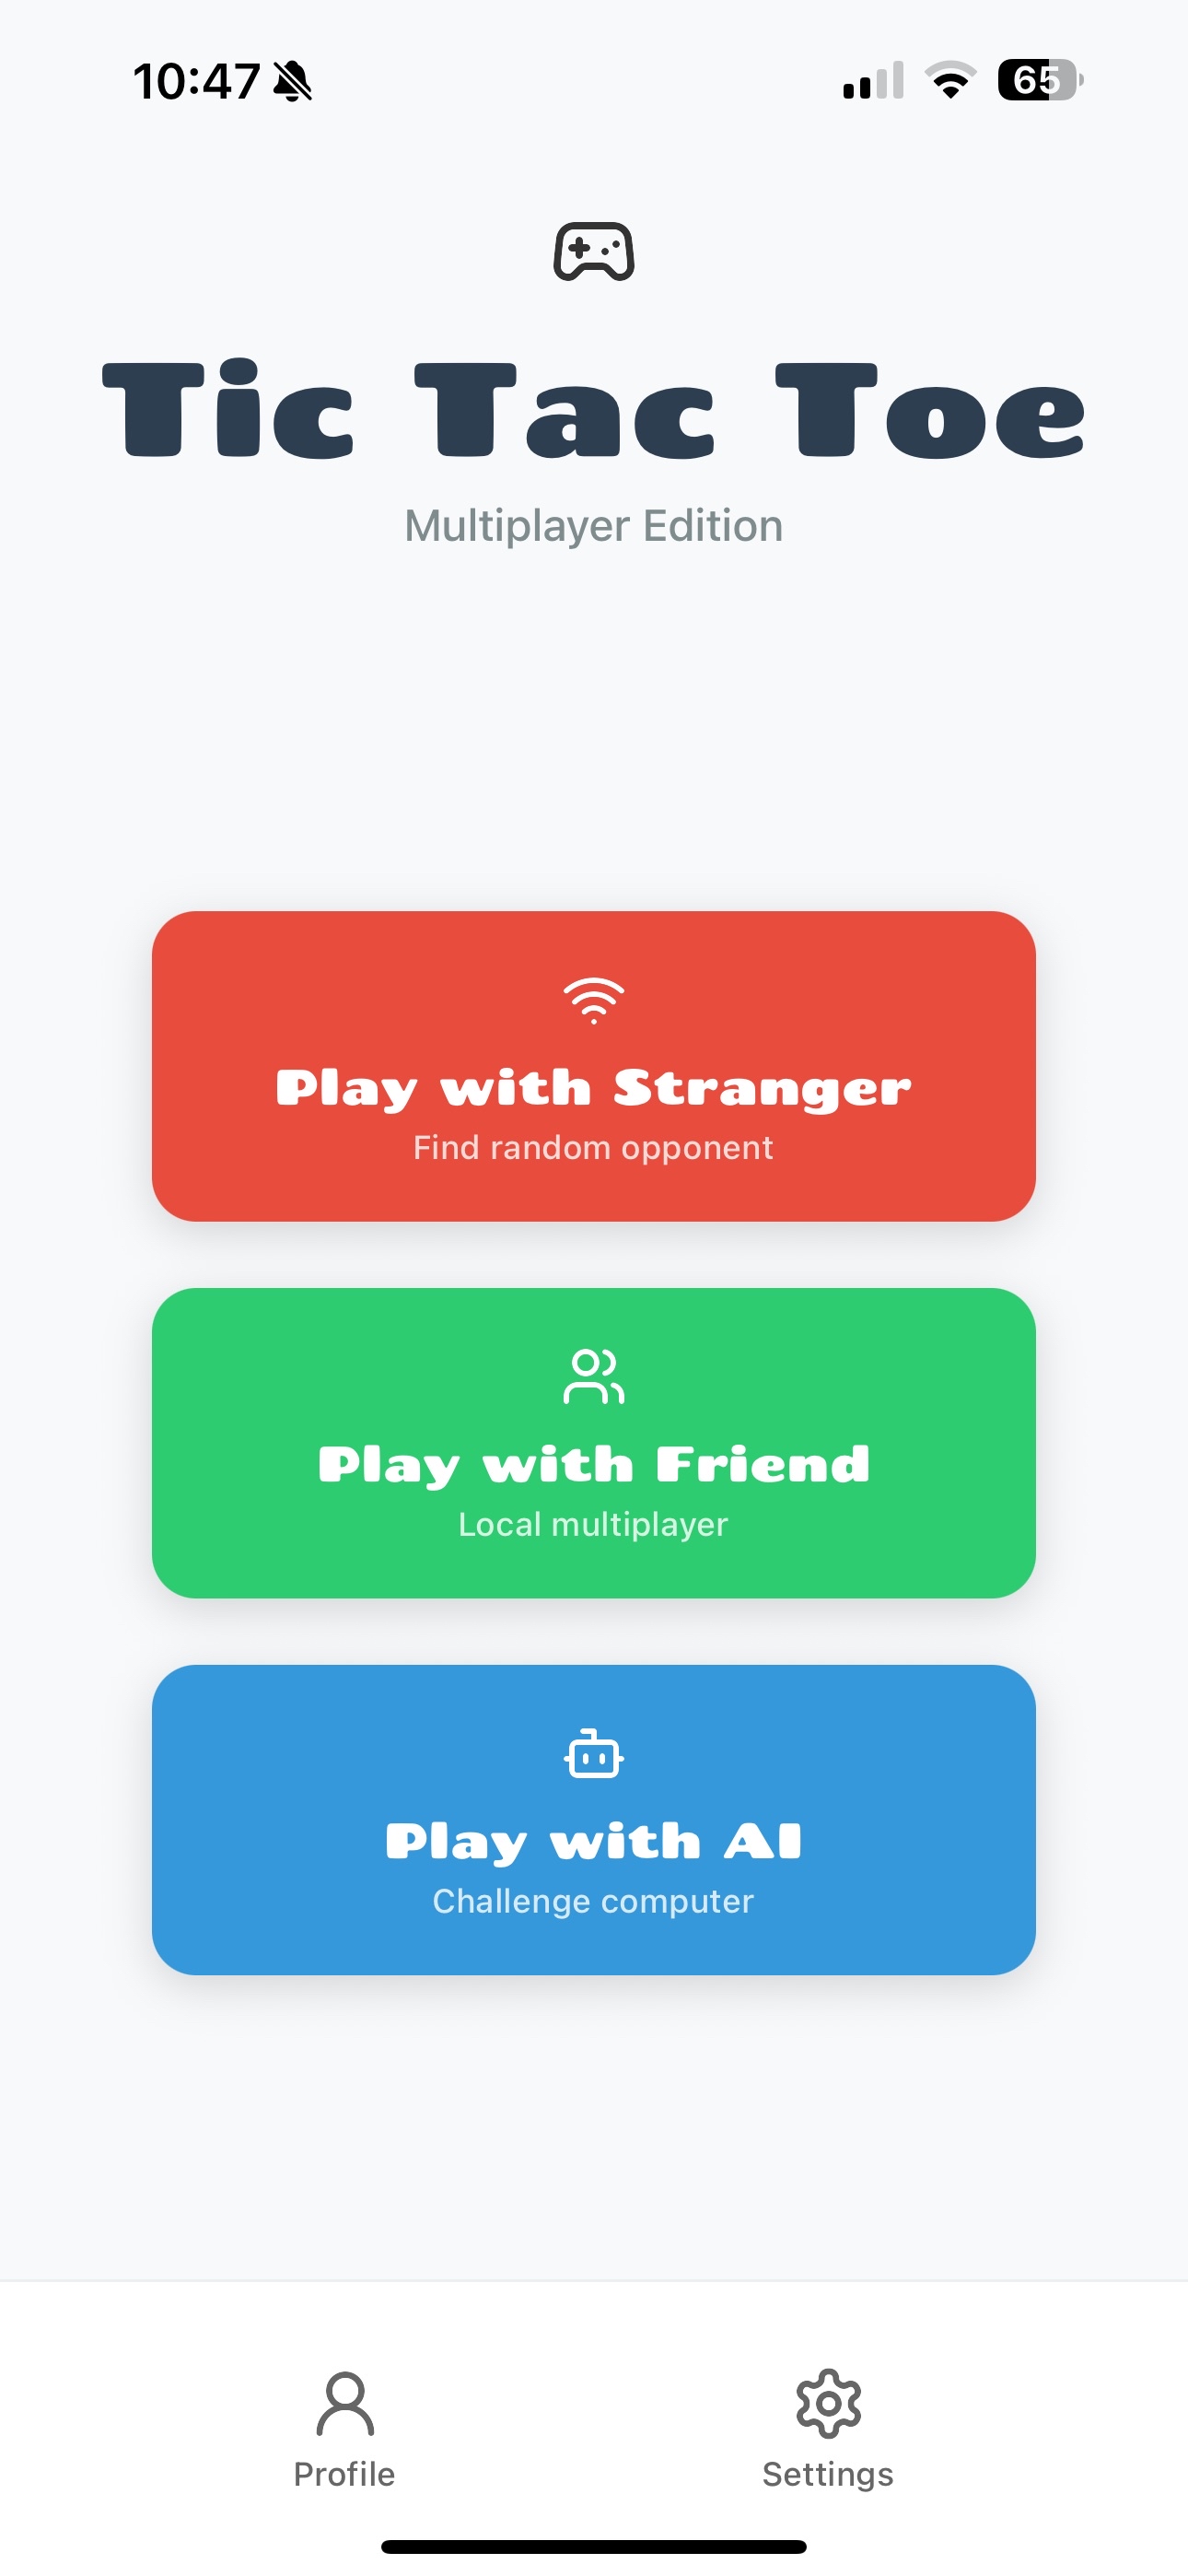 10:47
65
Tic Tac Toe
Multiplayer Edition
Play with Stranger
Find random opponent
Play with Friend
Local multiplayer
Play with AI
Challenge computer
Profile
Settings